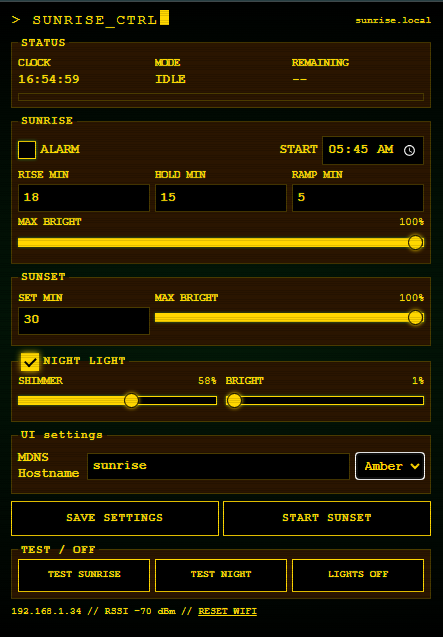 > SUNRISE_CTRL sunrise.local
STATUS
CLOCK MODE REMAINING
16:54:59 IDLE --
SUNRISE
ALARM START 05:45 AM
RISE MIN HOLD MIN RAMP MIN
18 15 5
MAX BRIGHT 100%
SUNSET
SET MIN MAX BRIGHT 100%
30
NIGHT LIGHT
SHIMMER 58% BRIGHT 1%
UI settings
MDNS
Hostname sunrise Amber
SAVE SETTINGS START SUNSET
TEST / OFF
TEST SUNRISE TEST NIGHT LIGHTS OFF
192.168.1.34 // RSSI -70 dBm // RESET WIFI